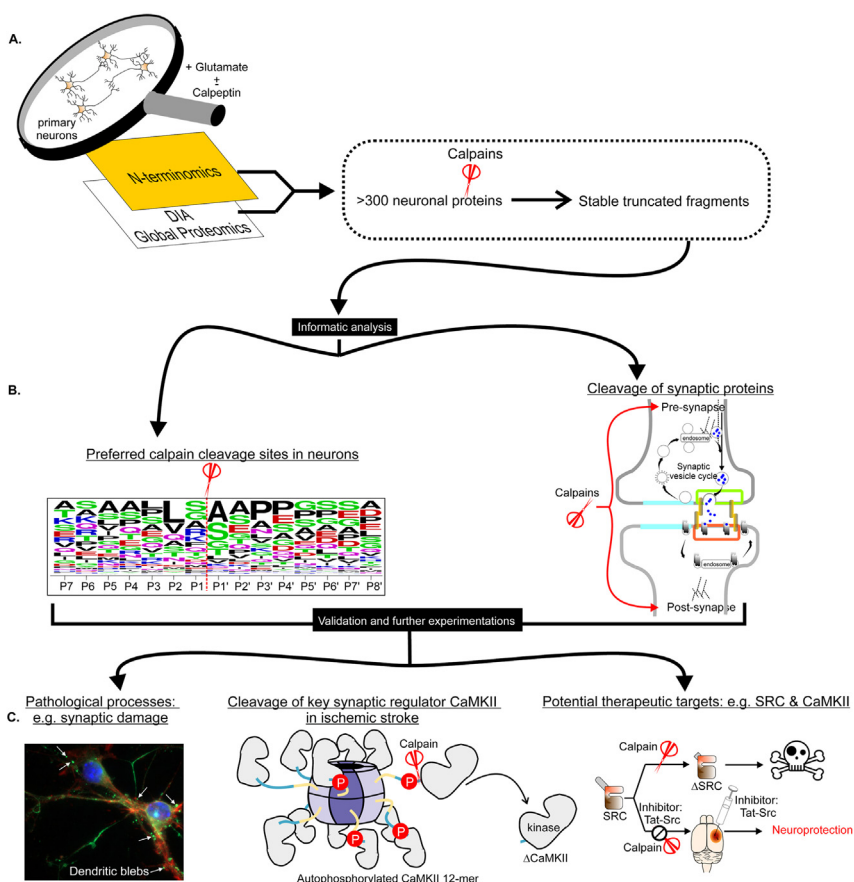 A.
+ Glutamate
±
Calpeptin
primary
neurons
N-terminomics
DIA
Global Proteomics
Calpains
>300 neuronal proteins
Stable truncated fragments
Informatic analysis
B.
Cleavage of synaptic proteins
Pre-synapse
endosome
Synaptic
vesicle cycle
Calpains
endosome
Post-synapse
Preferred calpain cleavage sites in neurons
P7 P6 P5 P4 P3 P2 P1 P1' P2' P3' P4' P5' P6' P7' P8'
Validation and further experimentations
C.
Pathological processes:
e.g. synaptic damage
Dendritic blebs
Cleavage of key synaptic regulator CaMKII
in ischemic stroke
Calpain
P
P
P
P
kinase
ΔCaMKII
Autophosphorylated CaMKII 12-mer
Potential therapeutic targets: e.g. SRC & CaMKII
Calpain
ΔSRC
SRC
Inhibitor:
Tat-Src
Inhibitor:
Tat-Src
Calpain
Neuroprotection